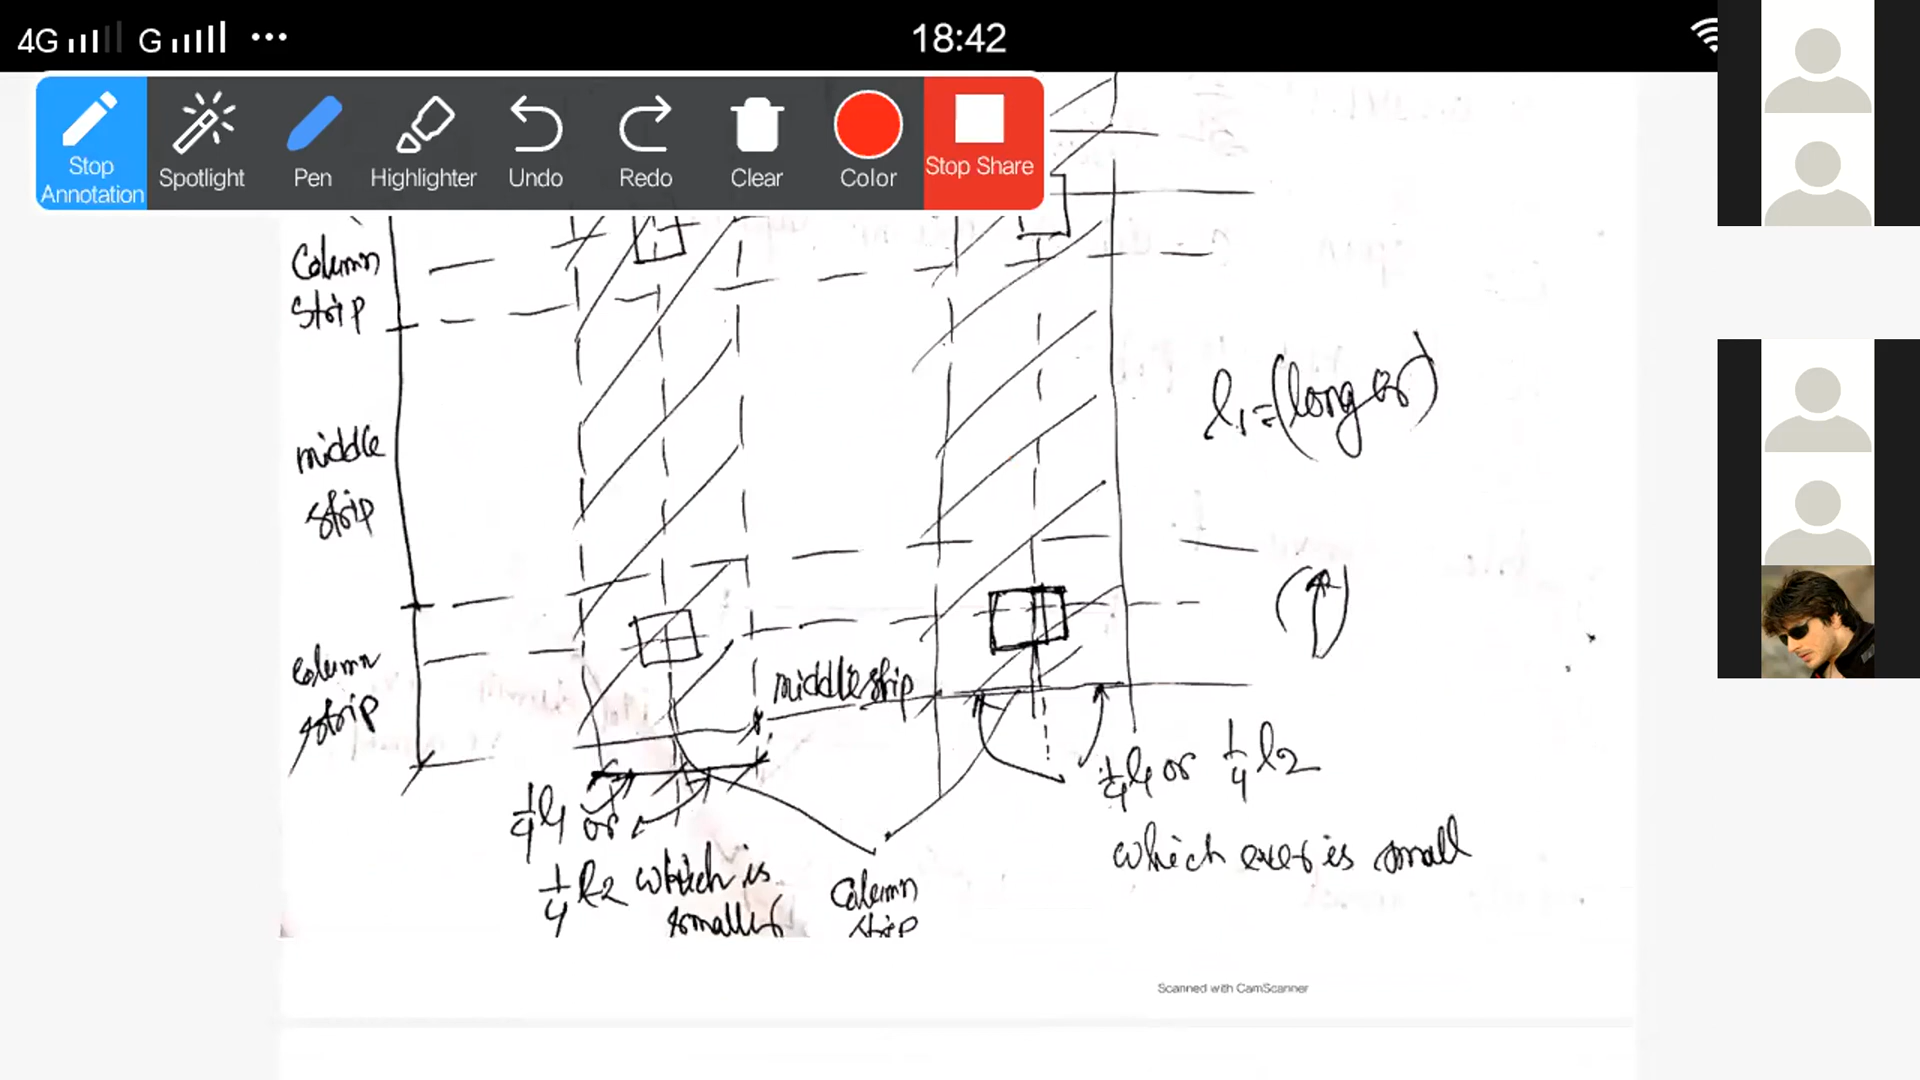 4G G ••• 18:42
Stop Annotation
Spotlight
Pen
Highlighter
Undo
Redo
Clear
Color
Stop Share
Column
Strip
middle
strip
column
strip
l1 = (longer)
middle strip
1/4 l1 or
1/4 l2 which is
smaller
Column
strip
1/4 l1 or 1/4 l2
which ever is small
Scanned with CamScanner